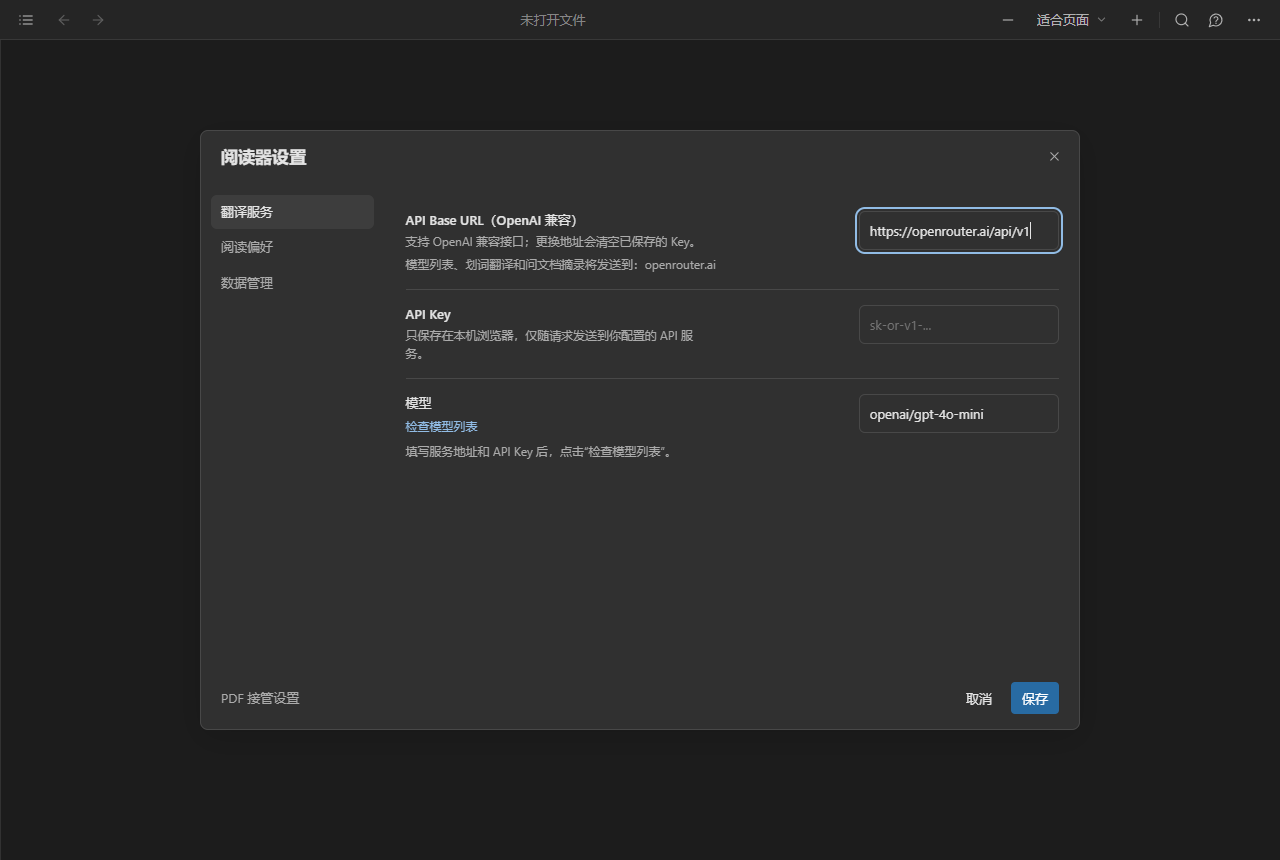 未打开文件
适合页面
阅读器设置
翻译服务
阅读偏好
数据管理
API Base URL（OpenAI 兼容）
支持 OpenAI 兼容接口；更换地址会清空已保存的 Key。
模型列表、划词翻译和问文档摘录将发送到：openrouter.ai
https://openrouter.ai/api/v1
API Key
只保存在本机浏览器，仅随请求发送到你配置的 API 服
务。
sk-or-v1-...
模型
检查模型列表
填写服务地址和 API Key 后，点击“检查模型列表”。
openai/gpt-4o-mini
PDF 接管设置
取消
保存